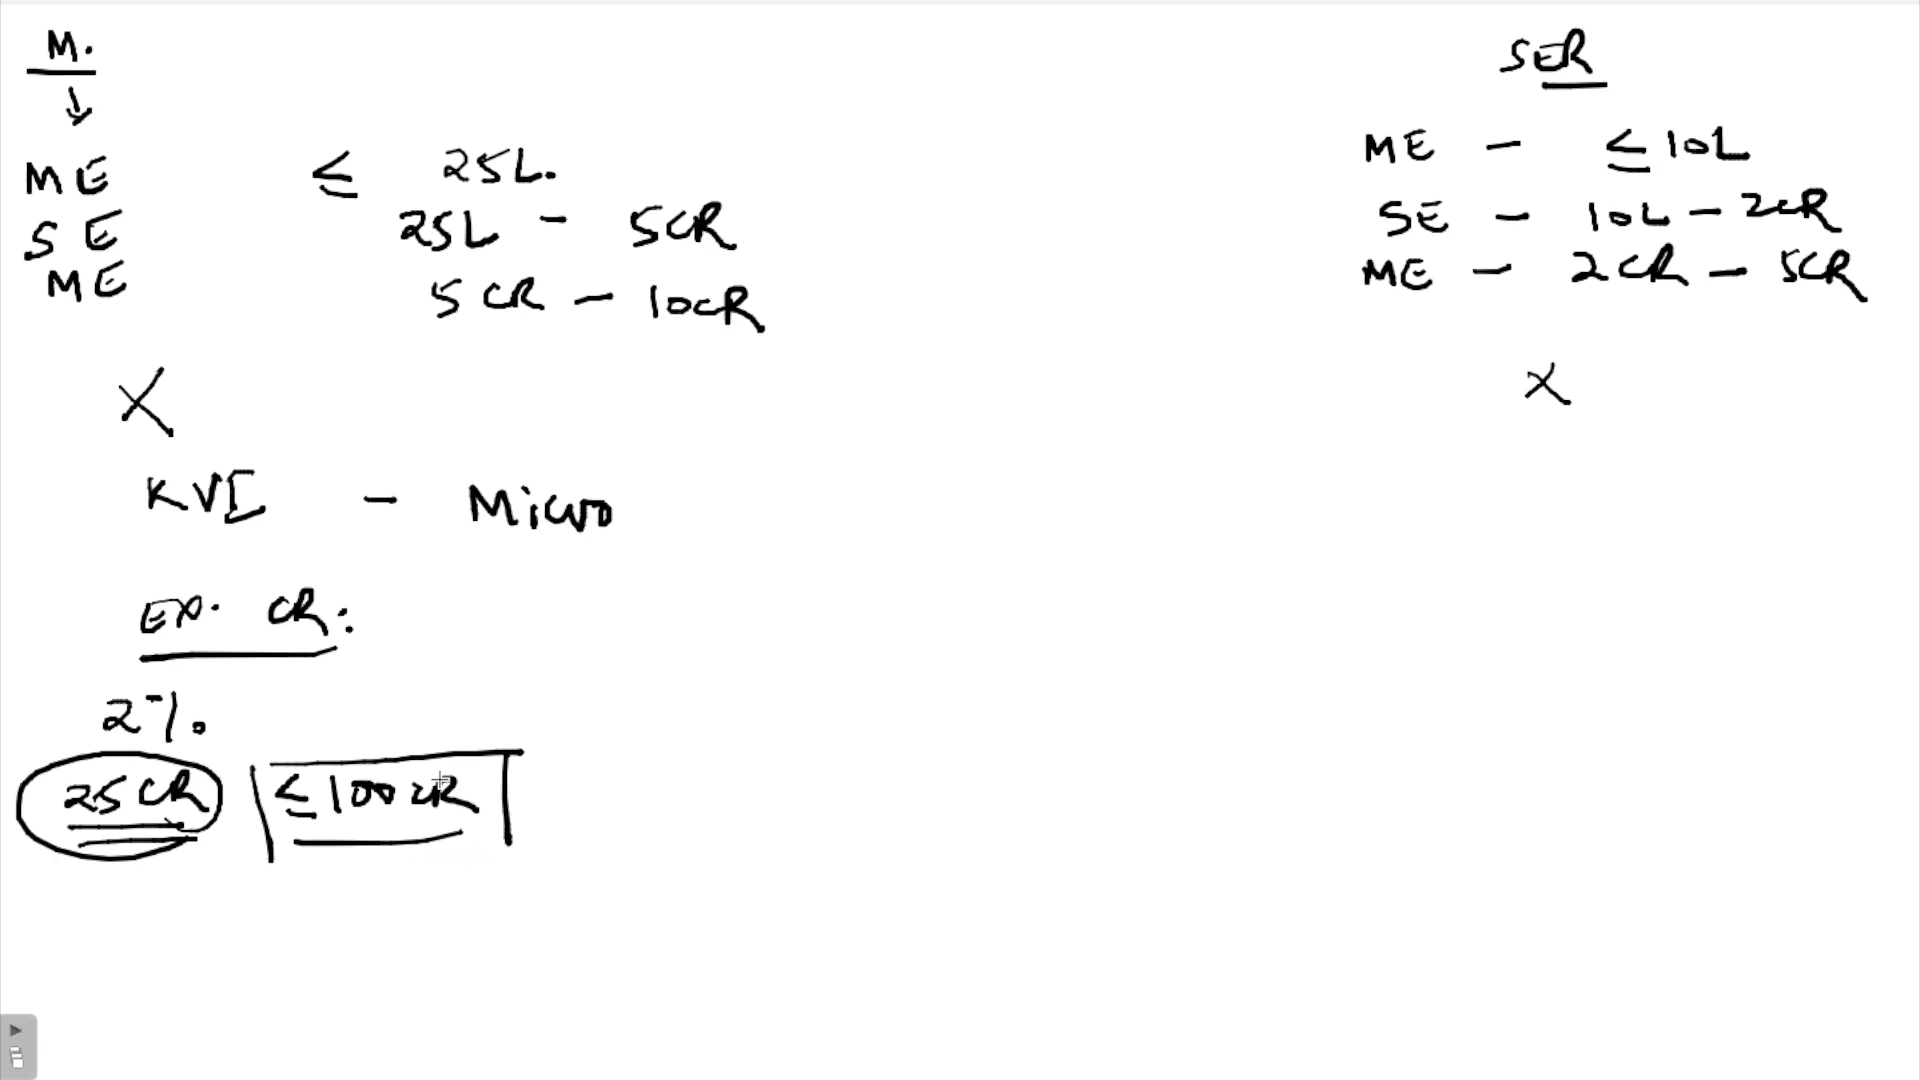 M.
ME ≤ 25L.
SE 25L - 5CR
ME 5CR - 10CR
X
KVI - Micro
EX. CR:
2%.
25CR ≤100CR
SER
ME - ≤10L
SE - 10L - 2CR
ME - 2CR - 5CR
X